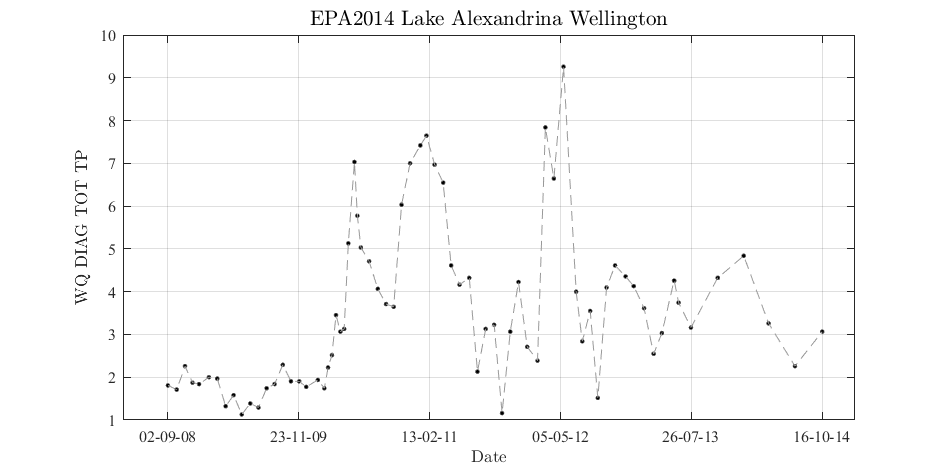 EPA2014 Lake Alexandrina Wellington
10
9
8
7
6
5
4
3
2
1
WQ DIAG TOT TP
02-09-08 23-11-09 13-02-11 05-05-12 26-07-13 16-10-14
Date